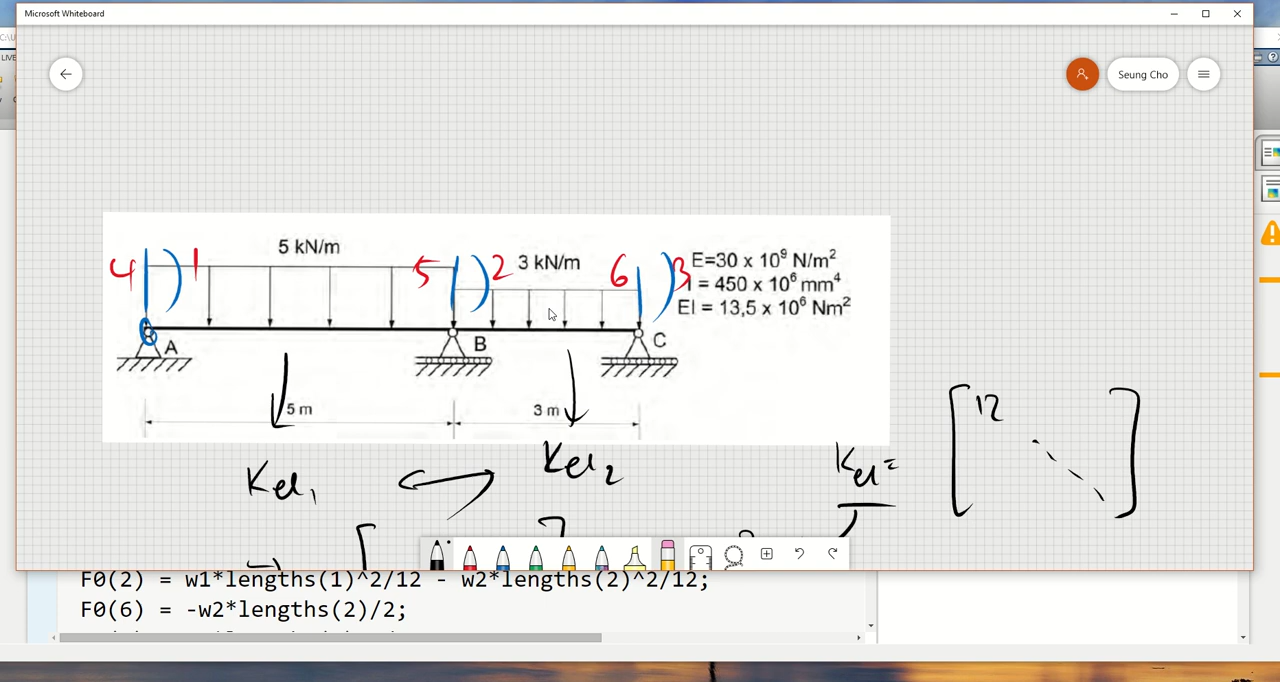 Microsoft Whiteboard
LIVE
Seung Cho
5 kN/m
3 kN/m
4
1
5
2
6
3
E=30 x 10⁹ N/m²
I = 450 x 10⁶ mm⁴
EI = 13,5 x 10⁶ Nm²
A
B
C
5 m
3 m
Kel₁
Kel₂
Kel =
12
F0(2) = w1*lengths(1)^2/12 - w2*lengths(2)^2/12;
F0(6) = -w2*lengths(2)/2;